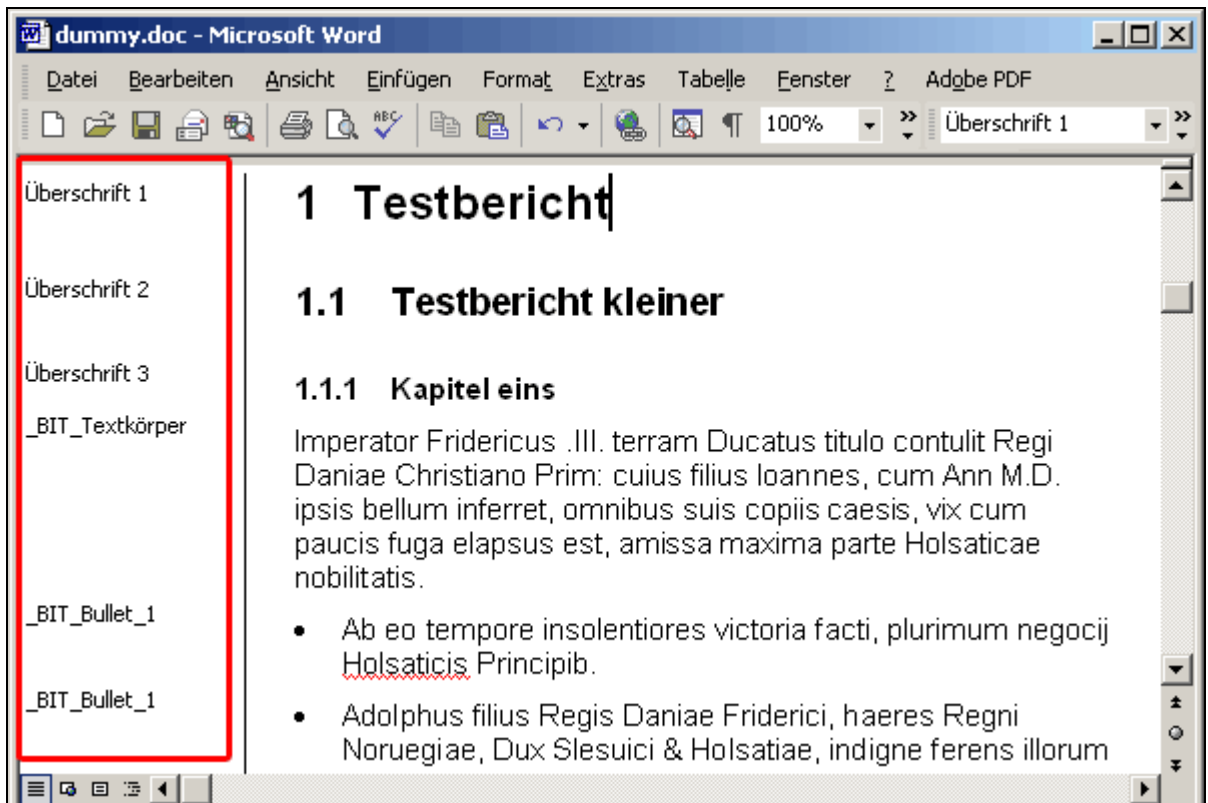 dummy.doc - Microsoft Word
Datei Bearbeiten Ansicht Einfügen Format Extras Tabelle Fenster ? Adobe PDF
ABC ¶ 100% Überschrift 1
Überschrift 1
1 Testbericht
Überschrift 2
1.1 Testbericht kleiner
Überschrift 3
1.1.1 Kapitel eins
_BIT_Textkörper
Imperator Fridericus .III. terram Ducatus titulo contulit Regi
Daniae Christiano Prim: cuius filius Ioannes, cum Ann M.D.
ipsis bellum inferret, omnibus suis copiis caesis, vix cum
paucis fuga elapsus est, amissa maxima parte Holsaticae
nobilitatis.
_BIT_Bullet_1
• Ab eo tempore insolentiores victoria facti, plurimum negocij
Holsaticis Principib.
_BIT_Bullet_1
• Adolphus filius Regis Daniae Friderici, haeres Regni
Noruegiae, Dux Slesuici & Holsatiae, indigne ferens illorum